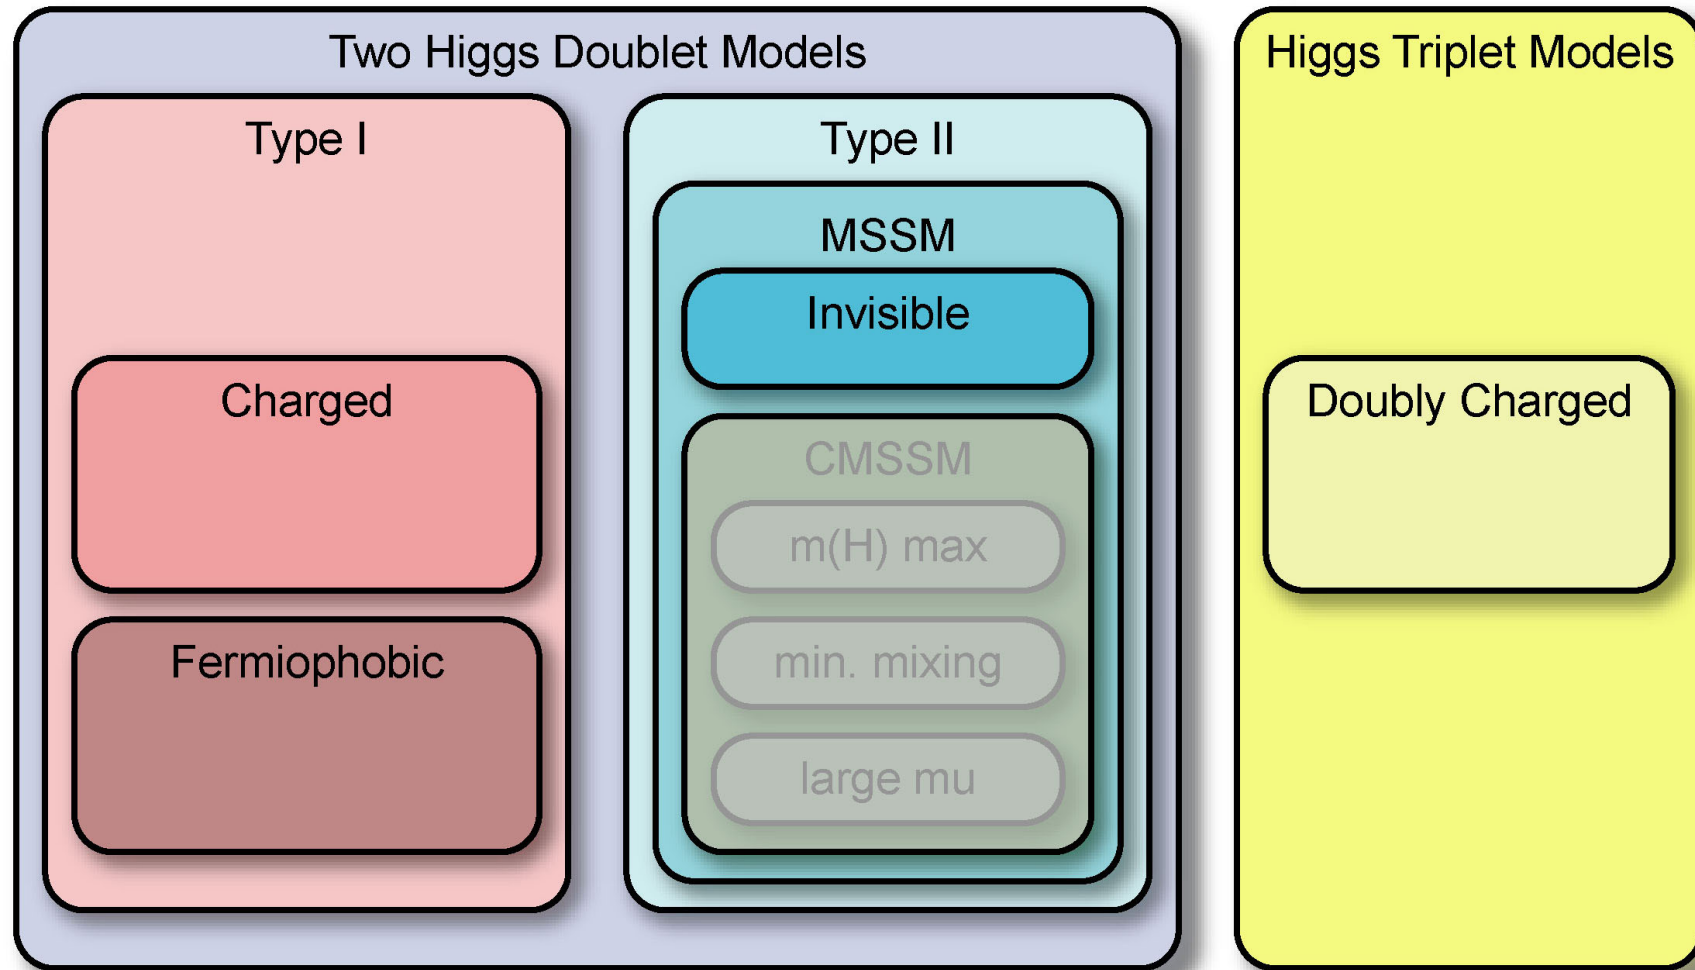 Two Higgs Doublet Models
Type I
Charged
Fermiophobic
Type II
MSSM
Invisible
CMSSM
m(H) max
min. mixing
large mu
Higgs Triplet Models
Doubly Charged